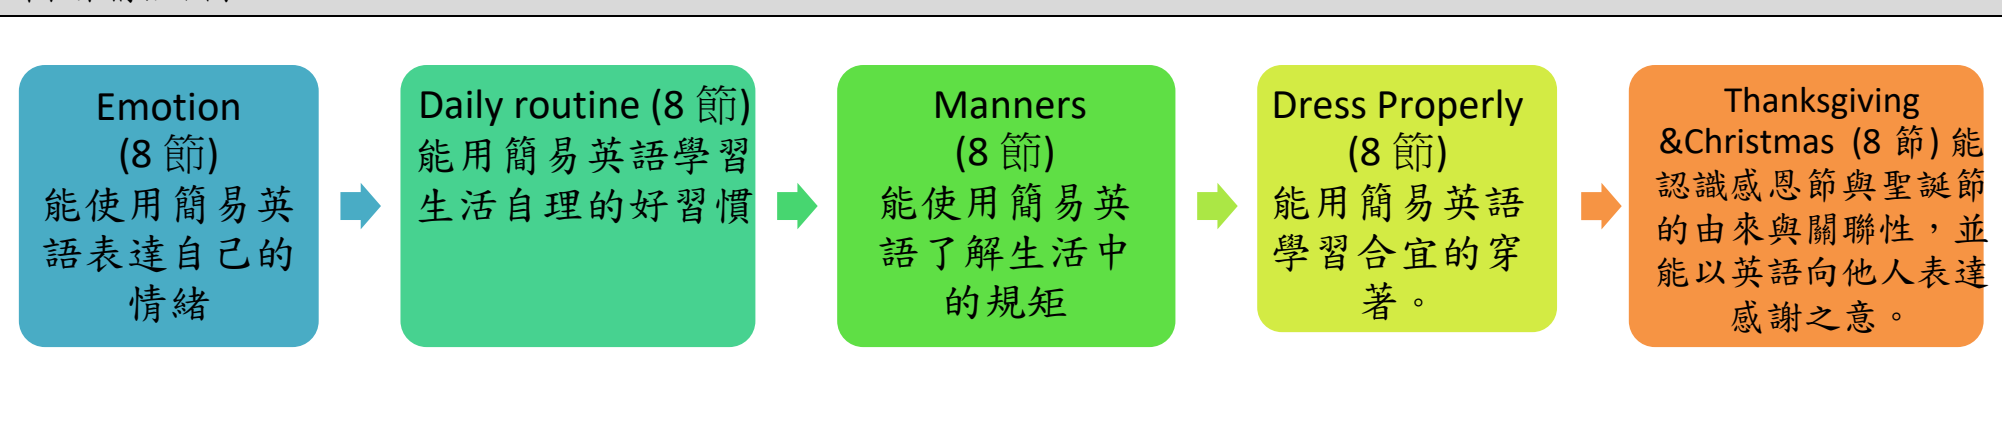 Emotion
(8 節)
能使用簡易英
語表達自己的
情緒
Daily routine (8 節)
能用簡易英語學習
生活自理的好習慣
Manners
(8 節)
能使用簡易英
語了解生活中
的規矩
Dress Properly
(8 節)
能用簡易英語
學習合宜的穿
著。
Thanksgiving
&Christmas (8 節) 能
認識感恩節與聖誕節
的由來與關聯性，並
能以英語向他人表達
感謝之意。